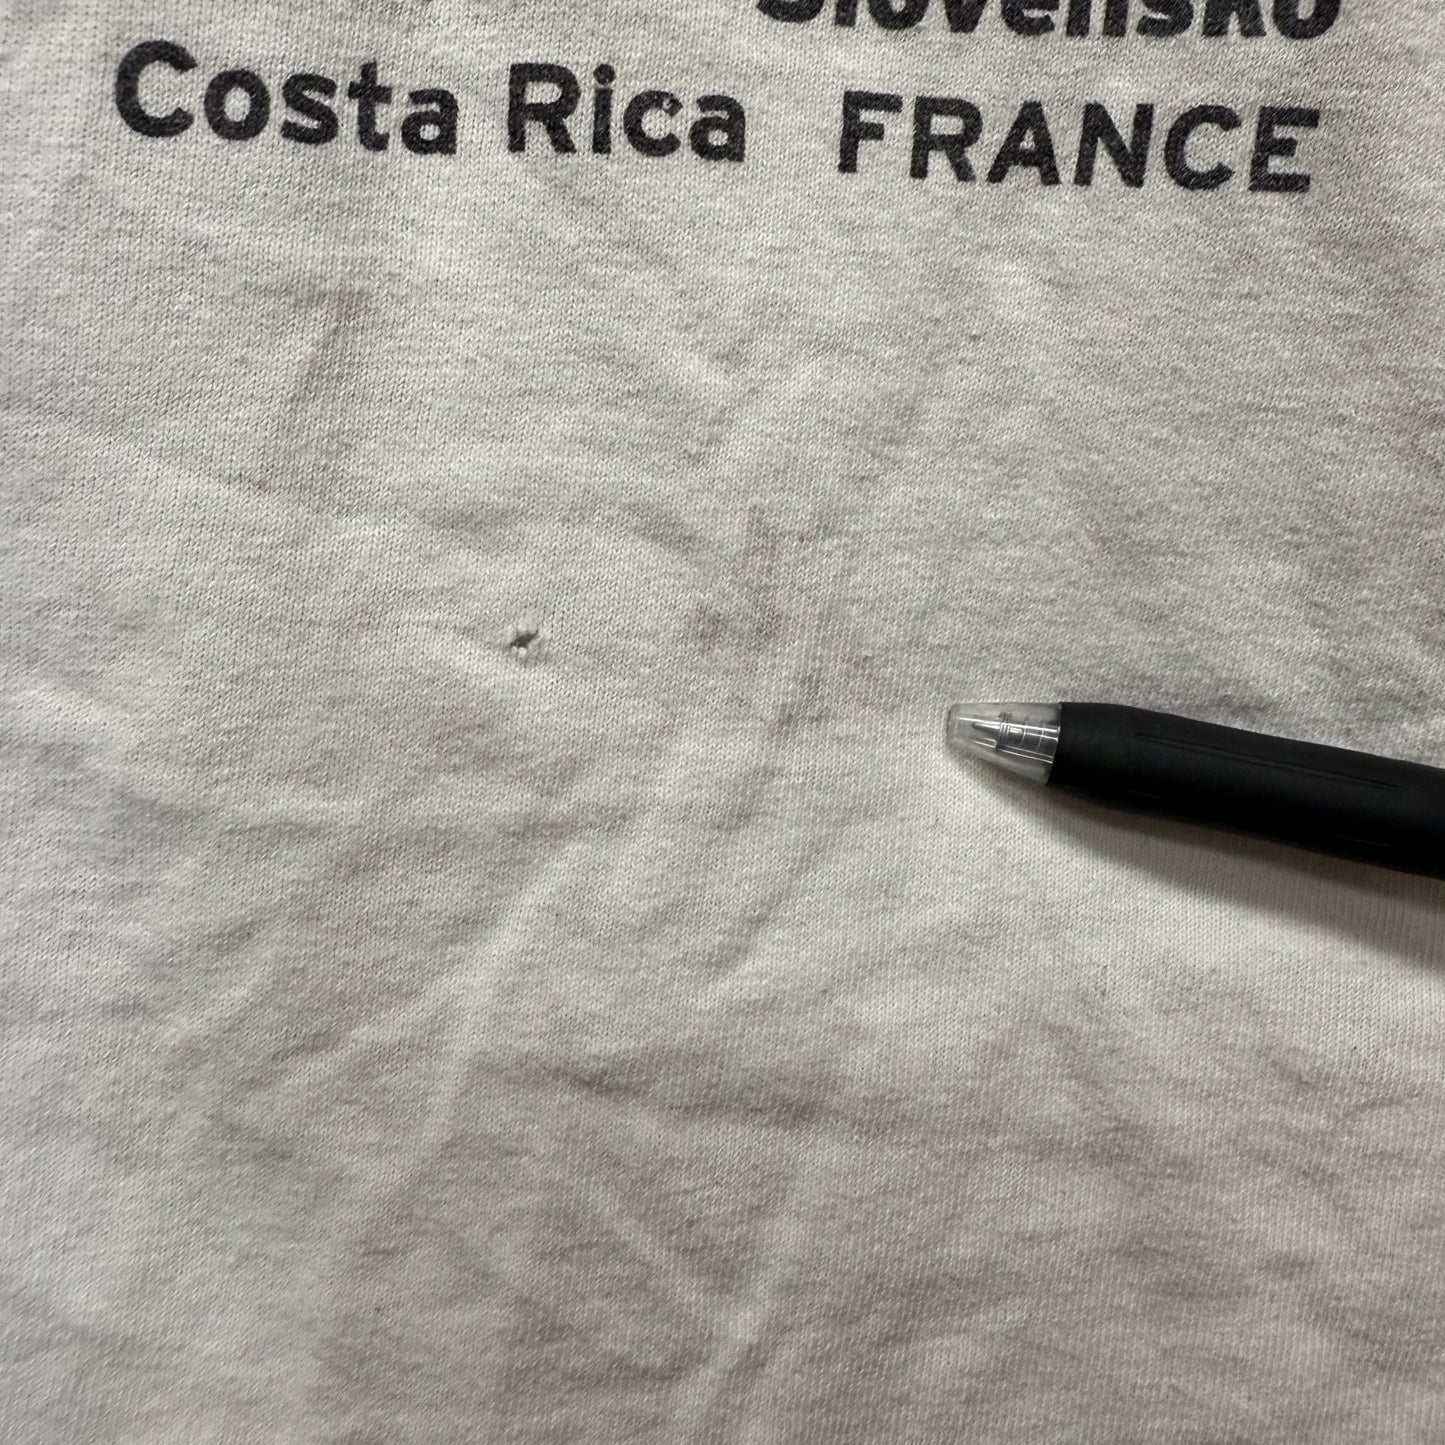 Slovensko
Costa Rica FRANCE